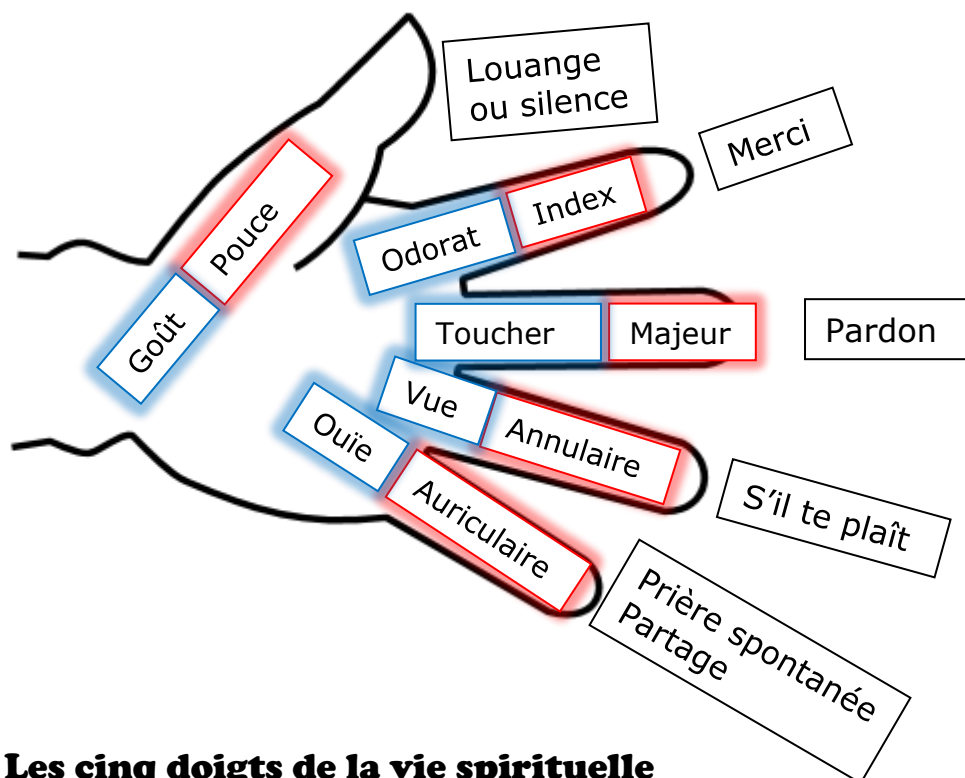 Louange
ou silence
Merci
Pouce
Goût
Index
Odorat
Toucher
Majeur
Pardon
Vue
Annulaire
S'il te plaît
Ouïe
Auriculaire
Prière spontanée
Partage
Les cinq doigts de la vie spirituelle